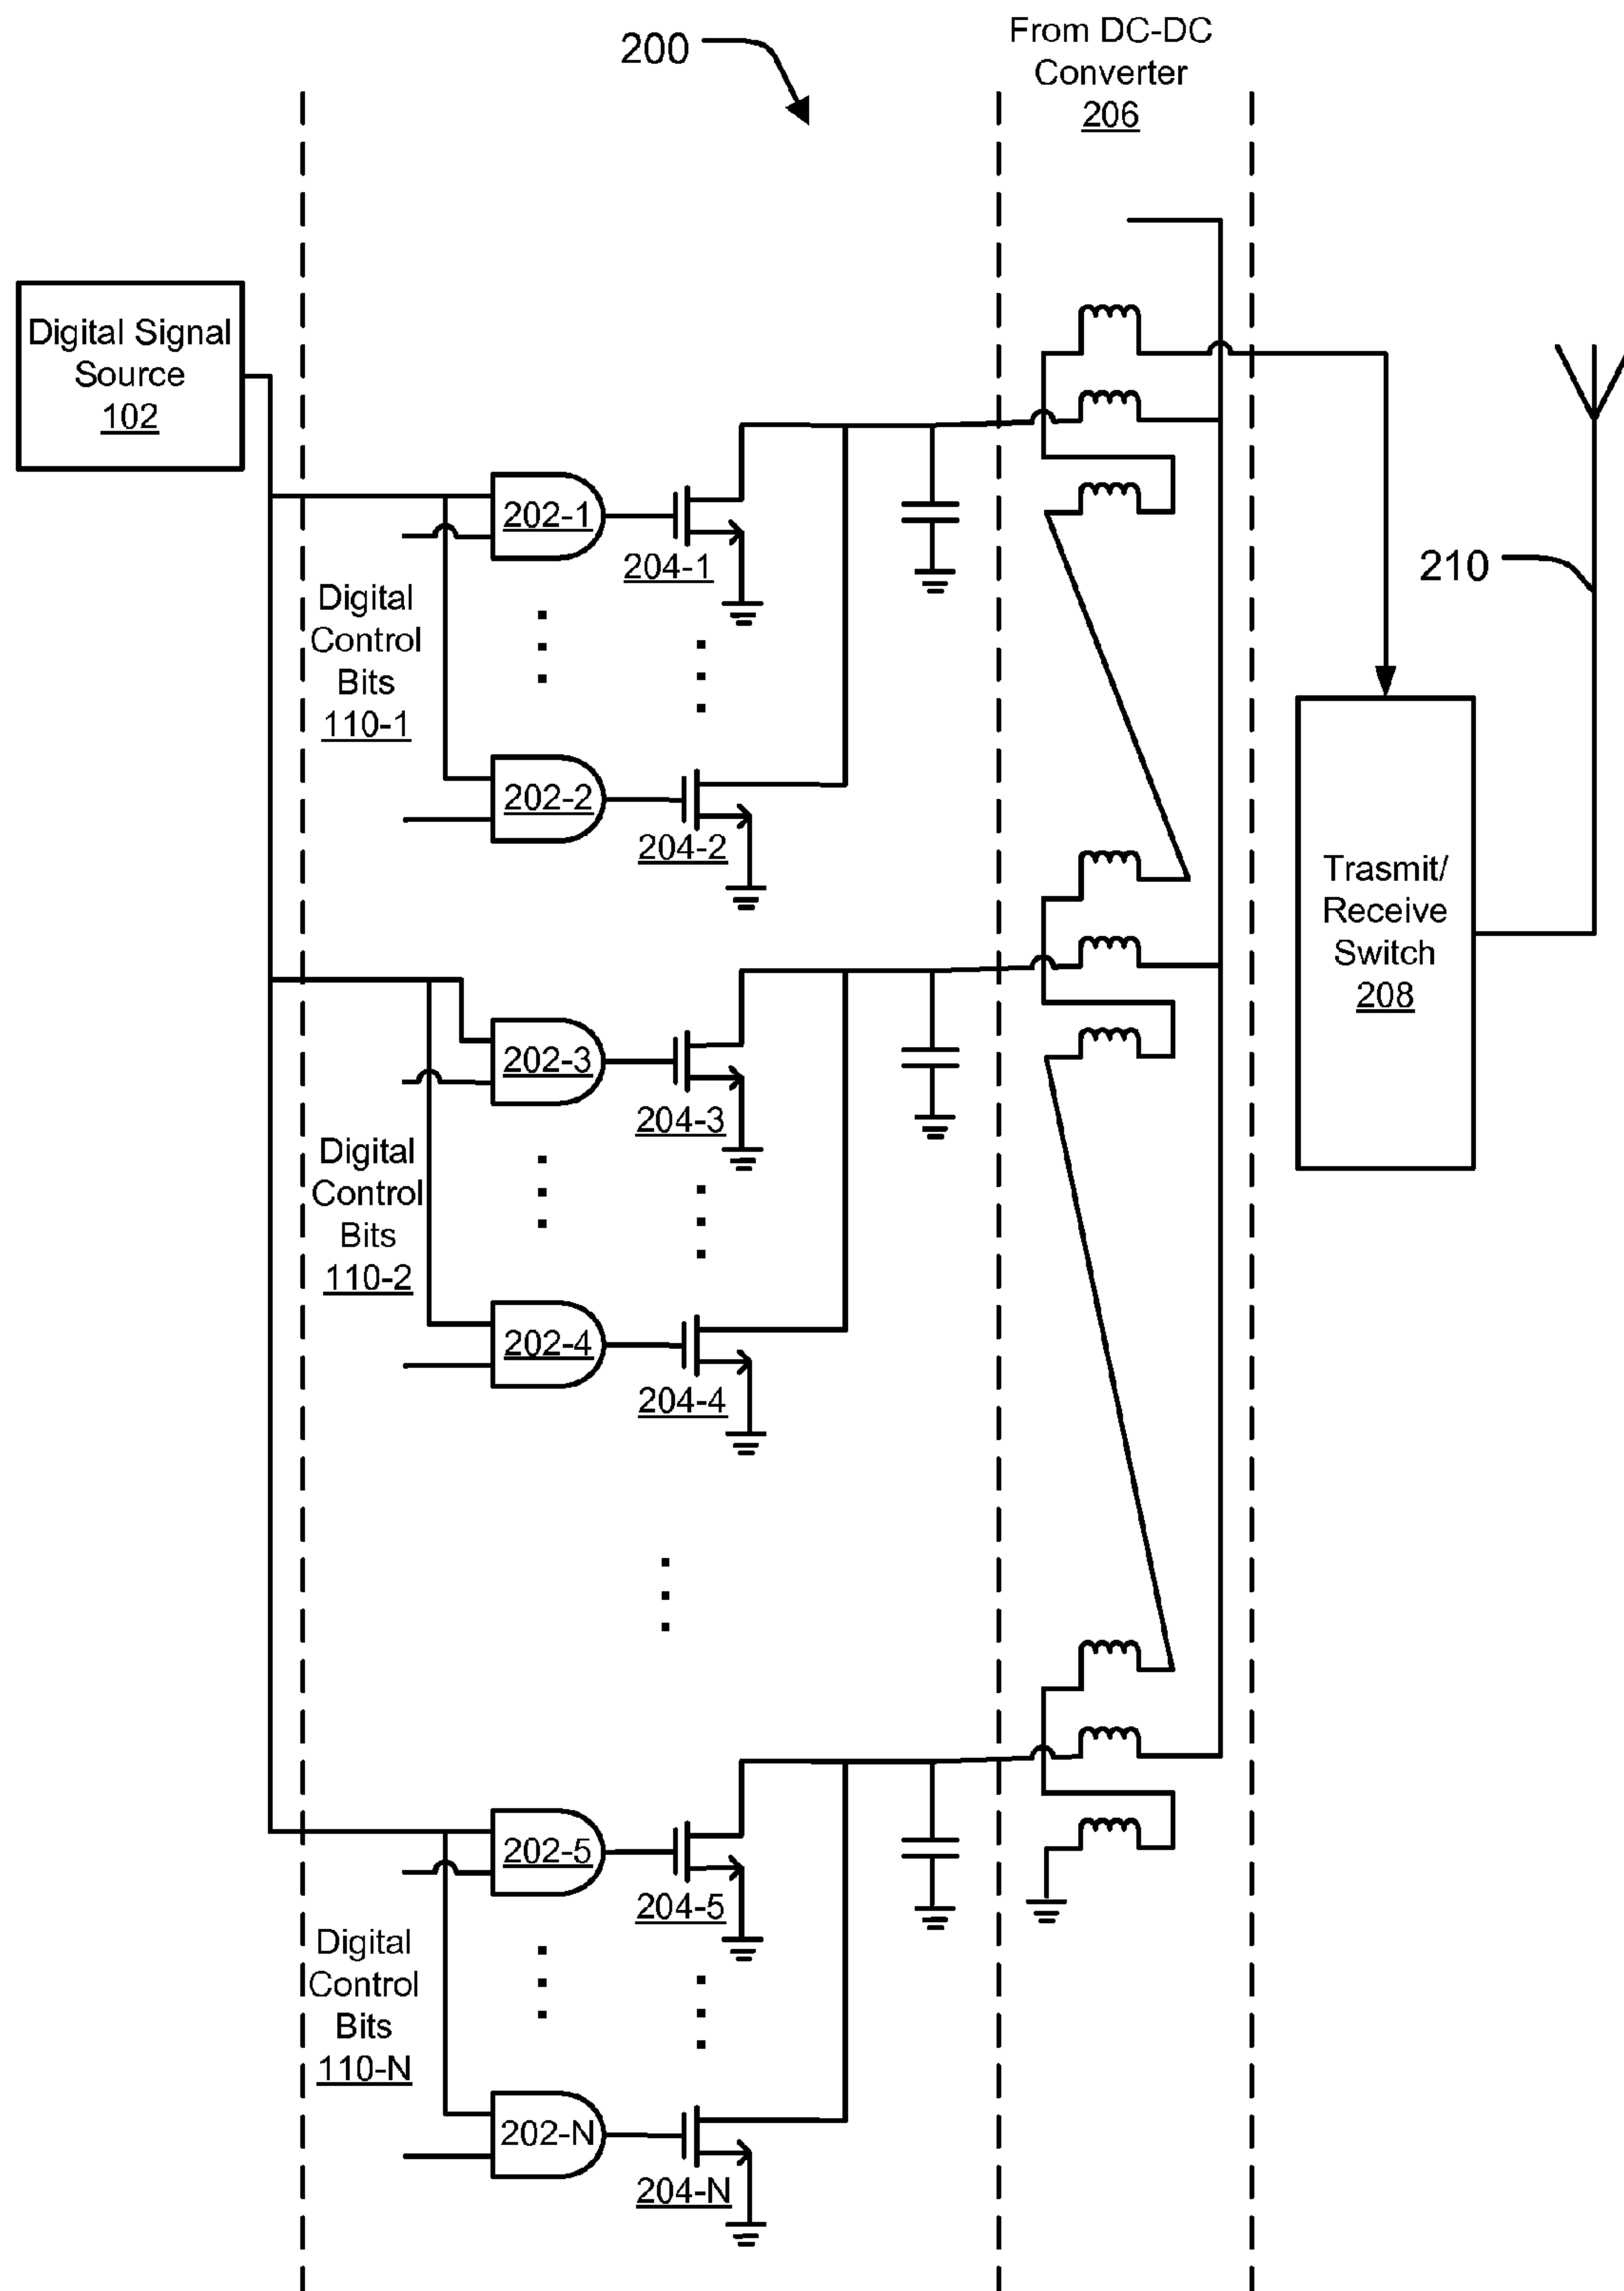 200
From DC-DC
Converter
206
Digital Signal
Source
102
202-1
204-1
210
Digital
Control
Bits
110-1
202-2
204-2
Trasmit/
Receive
Switch
208
202-3
204-3
Digital
Control
Bits
110-2
202-4
204-4
202-5
204-5
Digital
Control
Bits
110-N
202-N
204-N